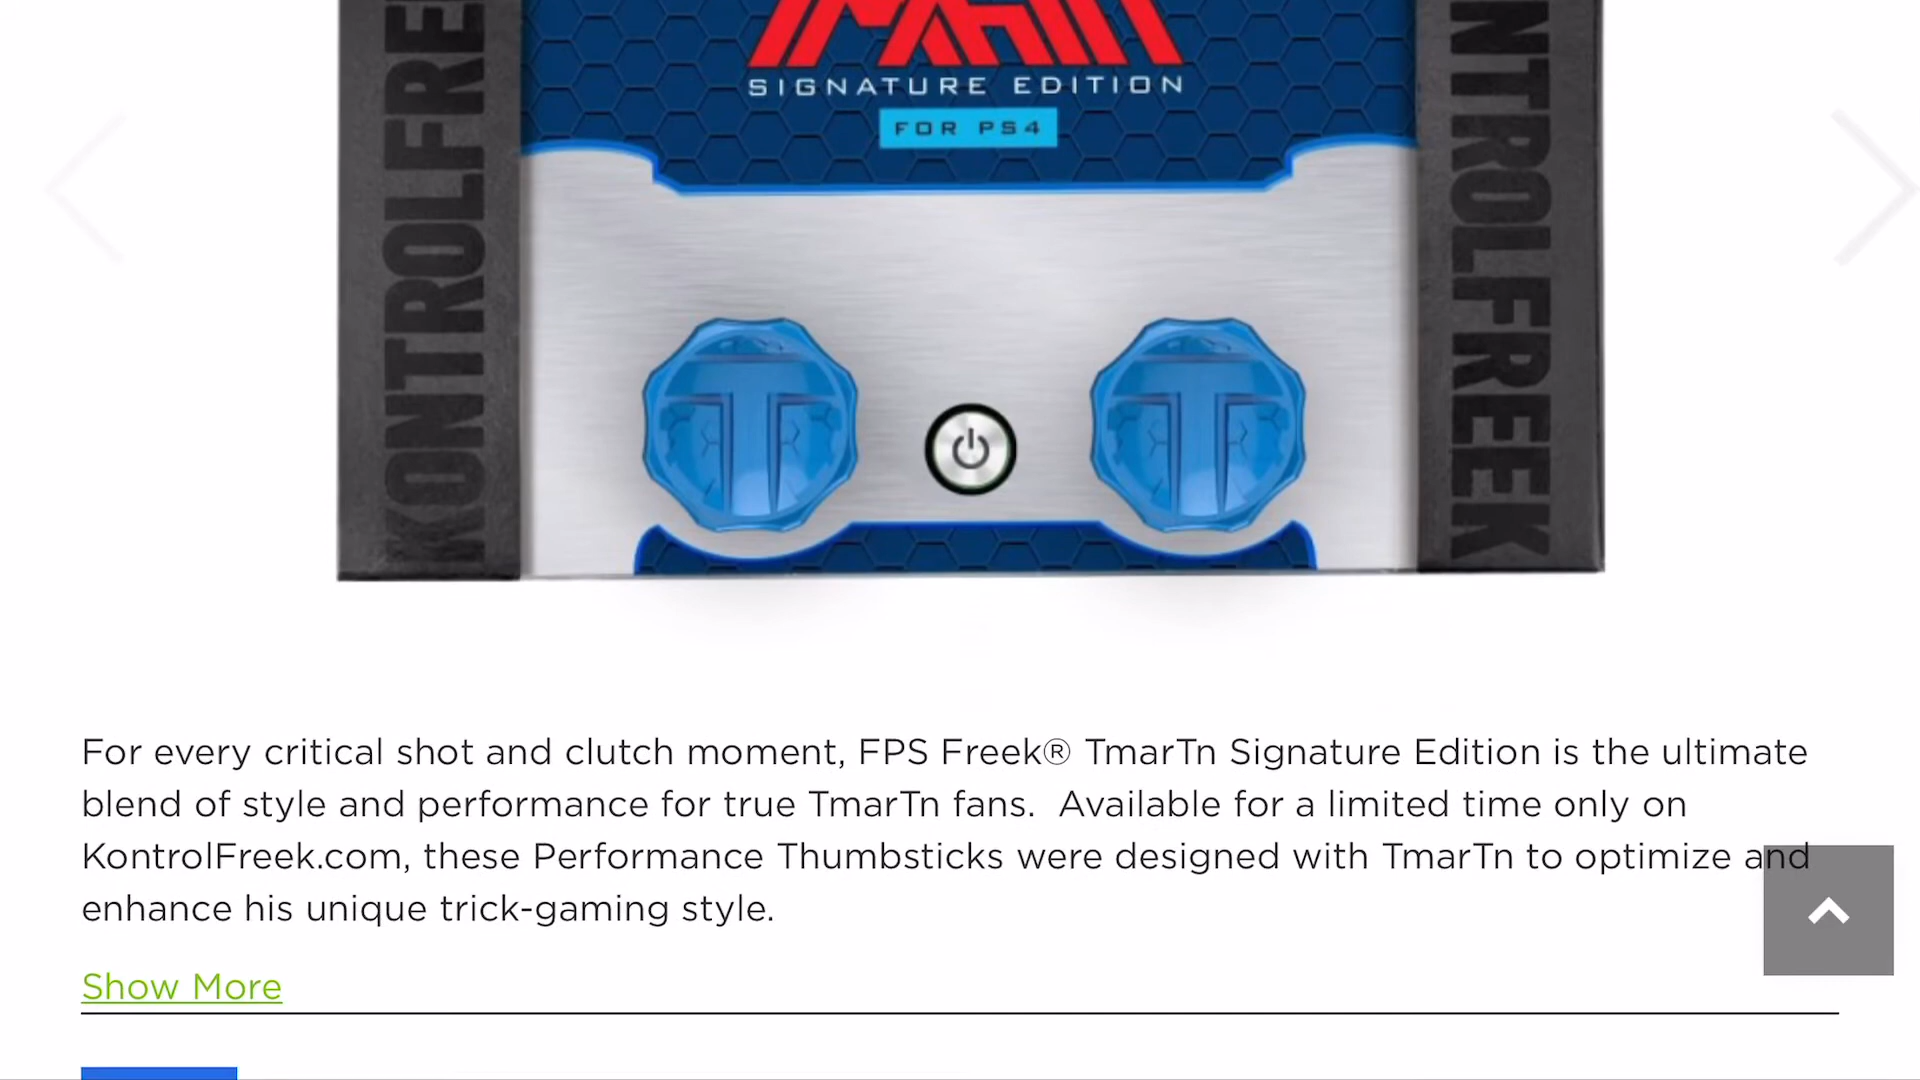 SIGNATURE EDITION
FOR PS4
KONTROLFREEK
For every critical shot and clutch moment, FPS Freek® TmarTn Signature Edition is the ultimate
blend of style and performance for true TmarTn fans.  Available for a limited time only on
KontrolFreek.com, these Performance Thumbsticks were designed with TmarTn to optimize and
enhance his unique trick-gaming style.
Show More